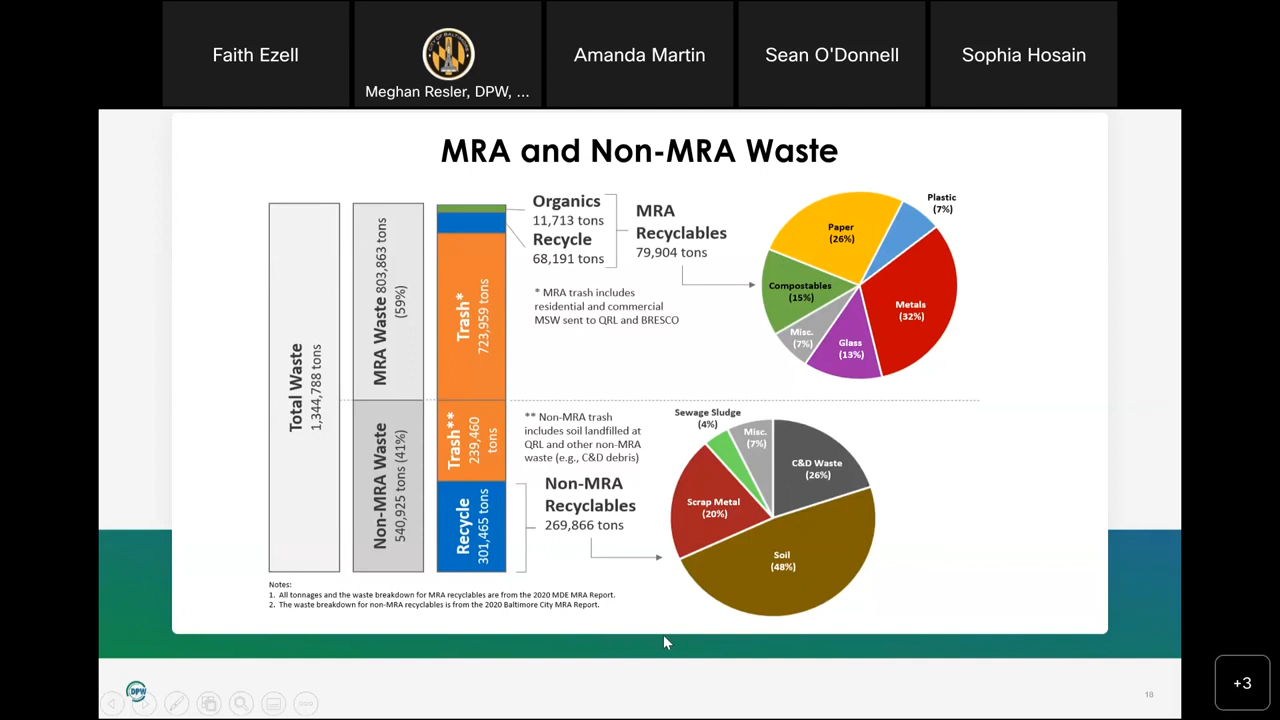 Faith Ezell
Meghan Resler, DPW, ...
Amanda Martin
Sean O'Donnell
Sophia Hosain
MRA and Non-MRA Waste
Total Waste
1,344,788 tons
MRA Waste 803,863 tons
(59%)
Non-MRA Waste
540,925 tons (41%)
Trash*
723,959 tons
Trash**
239,460
tons
Recycle
301,465 tons
Organics
11,713 tons
Recycle
68,191 tons
MRA
Recyclables
79,904 tons
* MRA trash includes
residential and commercial
MSW sent to QRL and BRESCO
Plastic
(7%)
Paper
(26%)
Compostables
(15%)
Metals
(32%)
Misc.
(7%)
Glass
(13%)
** Non-MRA trash
includes soil landfilled at
QRL and other non-MRA
waste (e.g., C&D debris)
Non-MRA
Recyclables
269,866 tons
Sewage Sludge
(4%)
Misc.
(7%)
C&D Waste
(26%)
Scrap Metal
(20%)
Soil
(48%)
Notes:
1. All tonnages and the waste breakdown for MRA recyclables are from the 2020 MDE MRA Report.
2. The waste breakdown for non-MRA recyclables is from the 2020 Baltimore City MRA Report.
DPW
18
+3